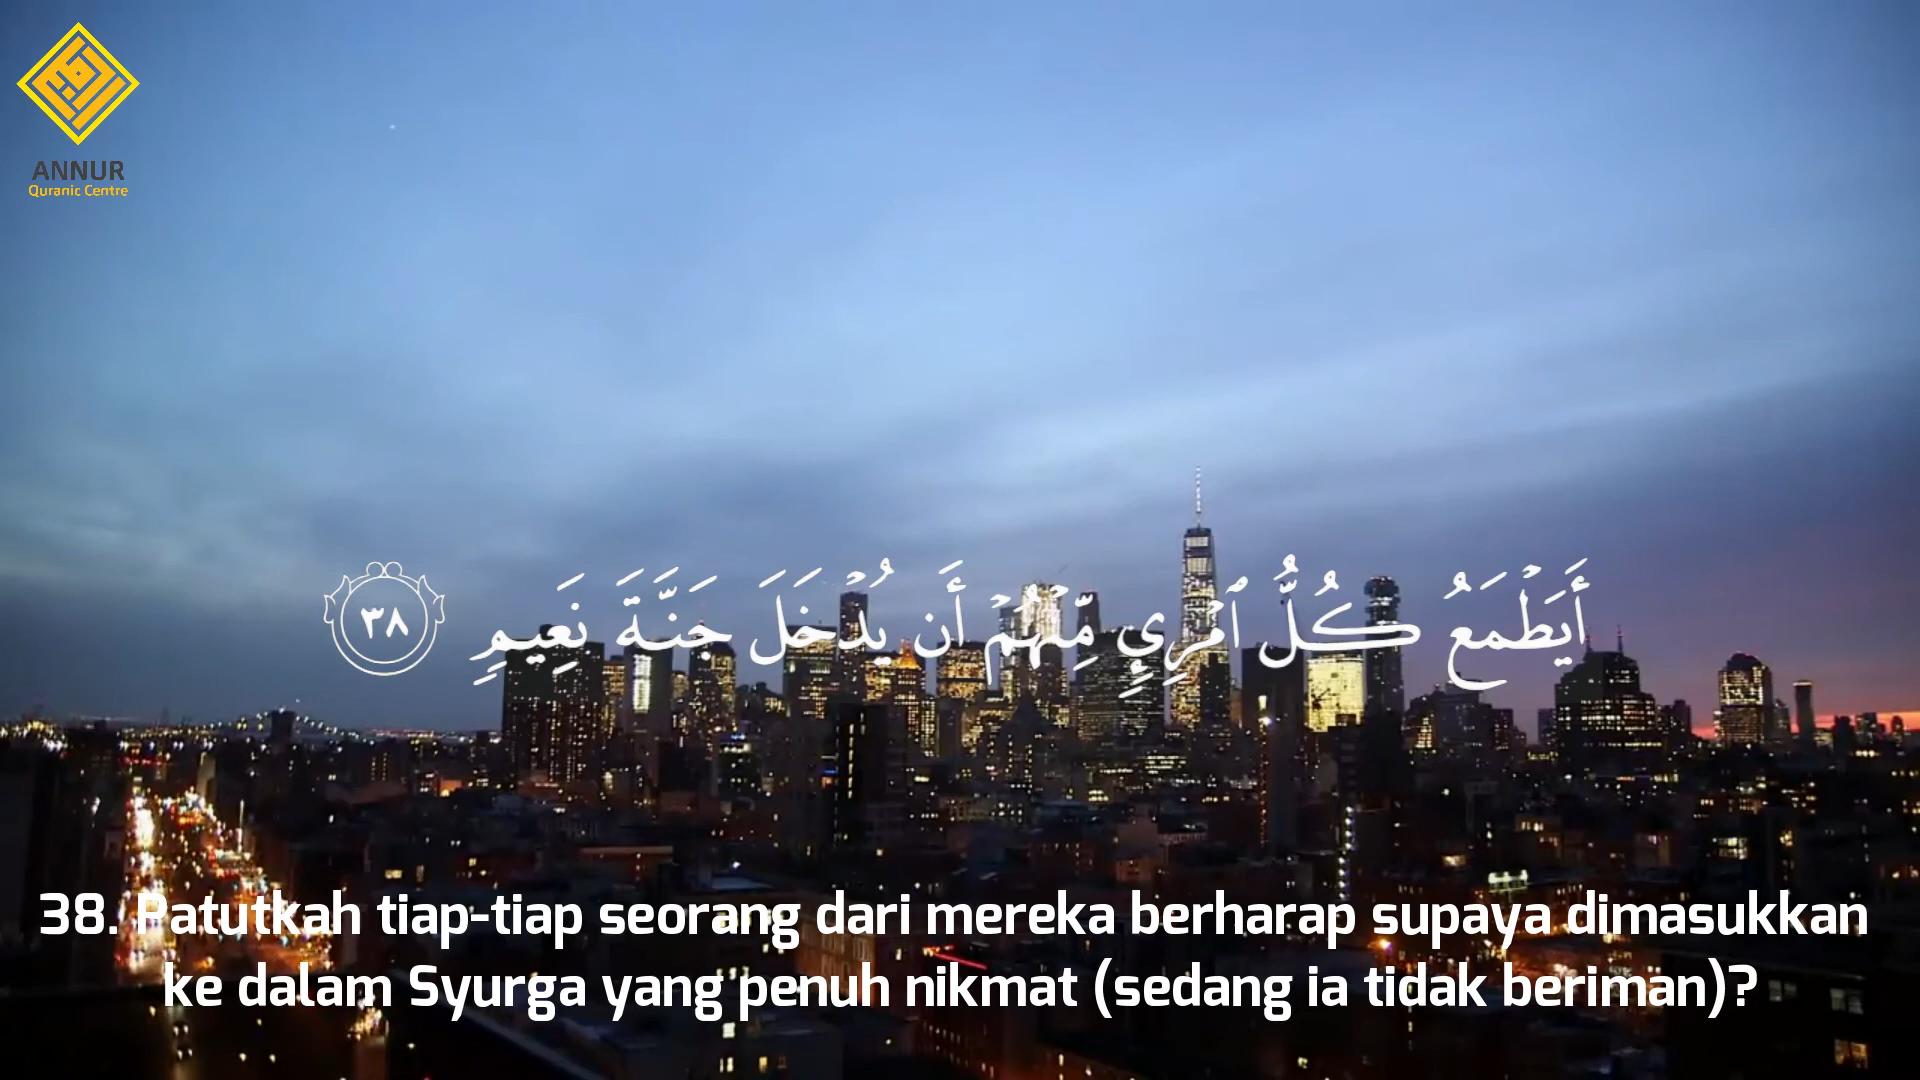 ANNUR
Quranic Centre
أَيَطۡمَعُ كُلُّ ٱمۡرِيٕٖ مِّنۡهُمۡ أَن يُدۡخَلَ جَنَّةَ نَعِيمٖ ٣٨
38. Patutkah tiap-tiap seorang dari mereka berharap supaya dimasukkan
ke dalam Syurga yang penuh nikmat (sedang ia tidak beriman)?